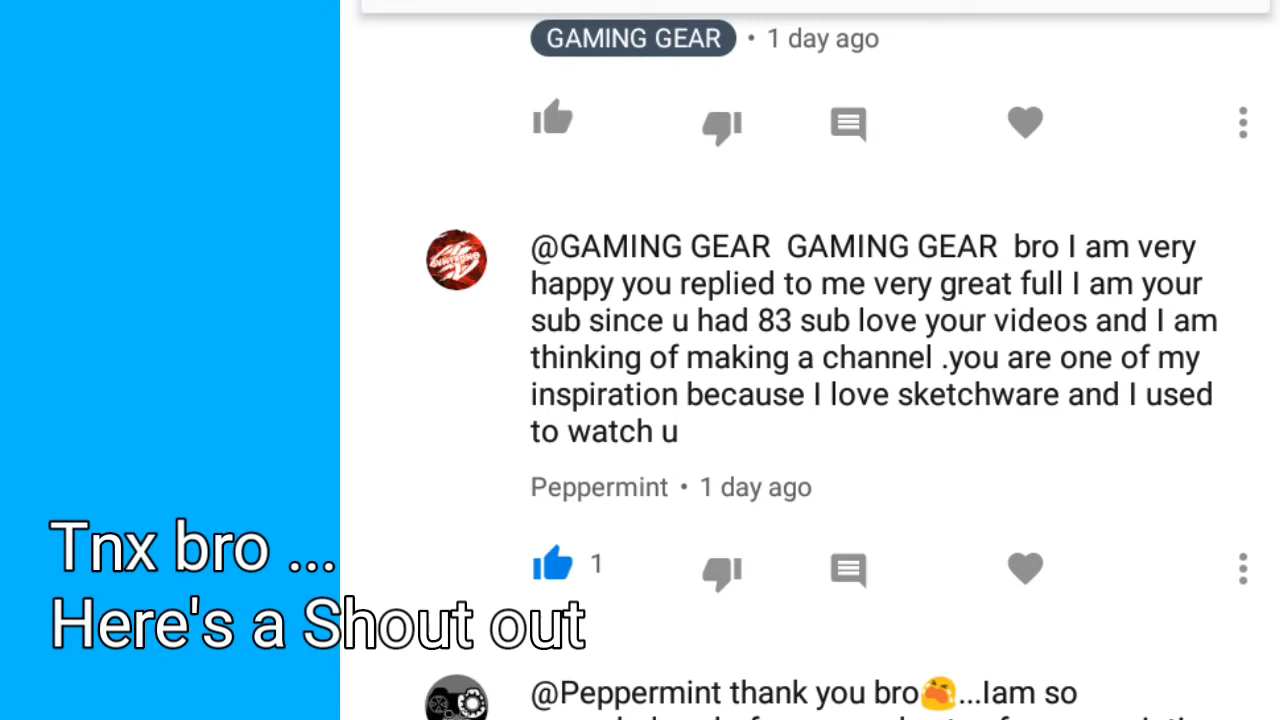 GAMING GEAR • 1 day ago
@GAMING GEAR GAMING GEAR bro I am very
happy you replied to me very great full I am your
sub since u had 83 sub love your videos and I am
thinking of making a channel .you are one of my
inspiration because I love sketchware and I used
to watch u
Peppermint • 1 day ago
1
Tnx bro ...
Here's a Shout out
@Peppermint thank you bro😭...Iam so